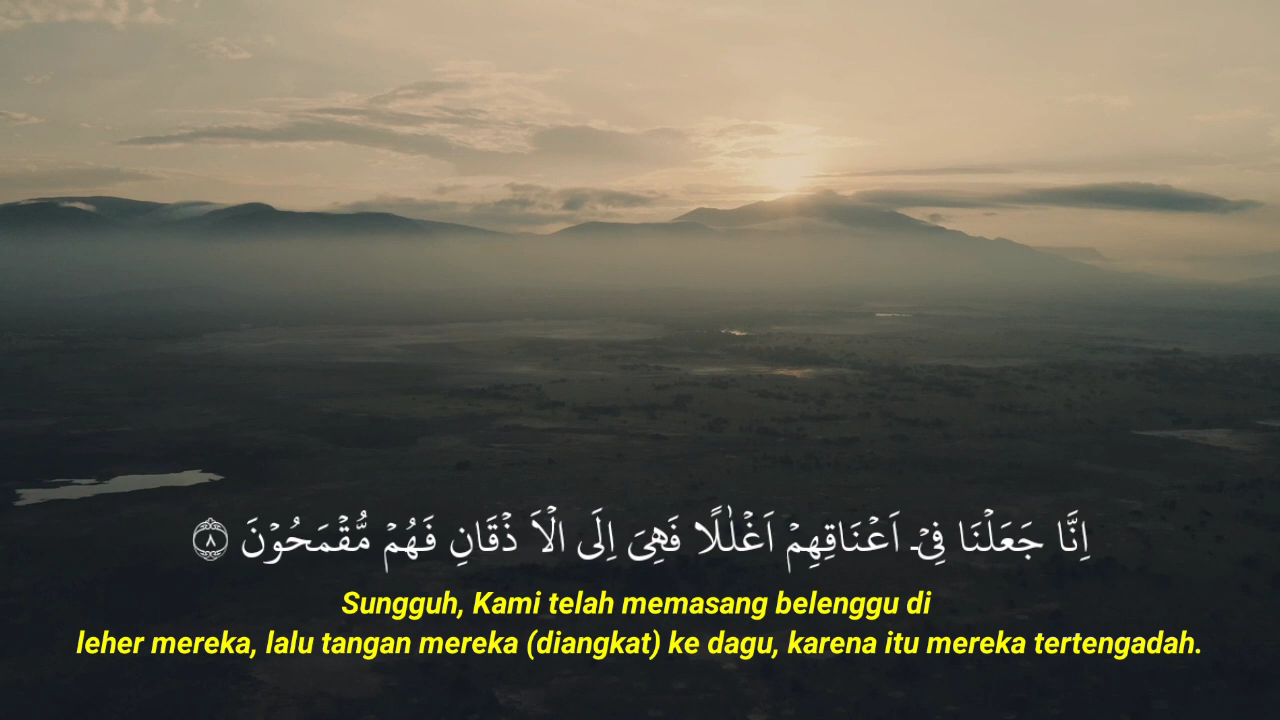 اِنَّا جَعَلْنَا فِيْۤ اَعْنَاقِهِمْ اَغْلٰلًا فَهِيَ اِلَى الْاَ ذْقَانِ فَهُمْ مُّقْمَحُوْنَ ۝٨
Sungguh, Kami telah memasang belenggu di
leher mereka, lalu tangan mereka (diangkat) ke dagu, karena itu mereka tertengadah.